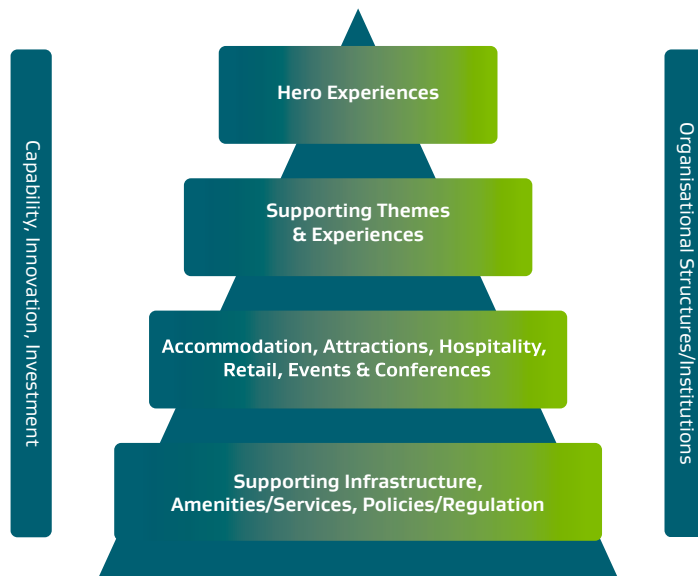 Hero Experiences
Supporting Themes
& Experiences
Accommodation, Attractions, Hospitality,
Retail, Events & Conferences
Supporting Infrastructure,
Amenities/Services, Policies/Regulation
Capability, Innovation, Investment
Organisational Structures/Institutions